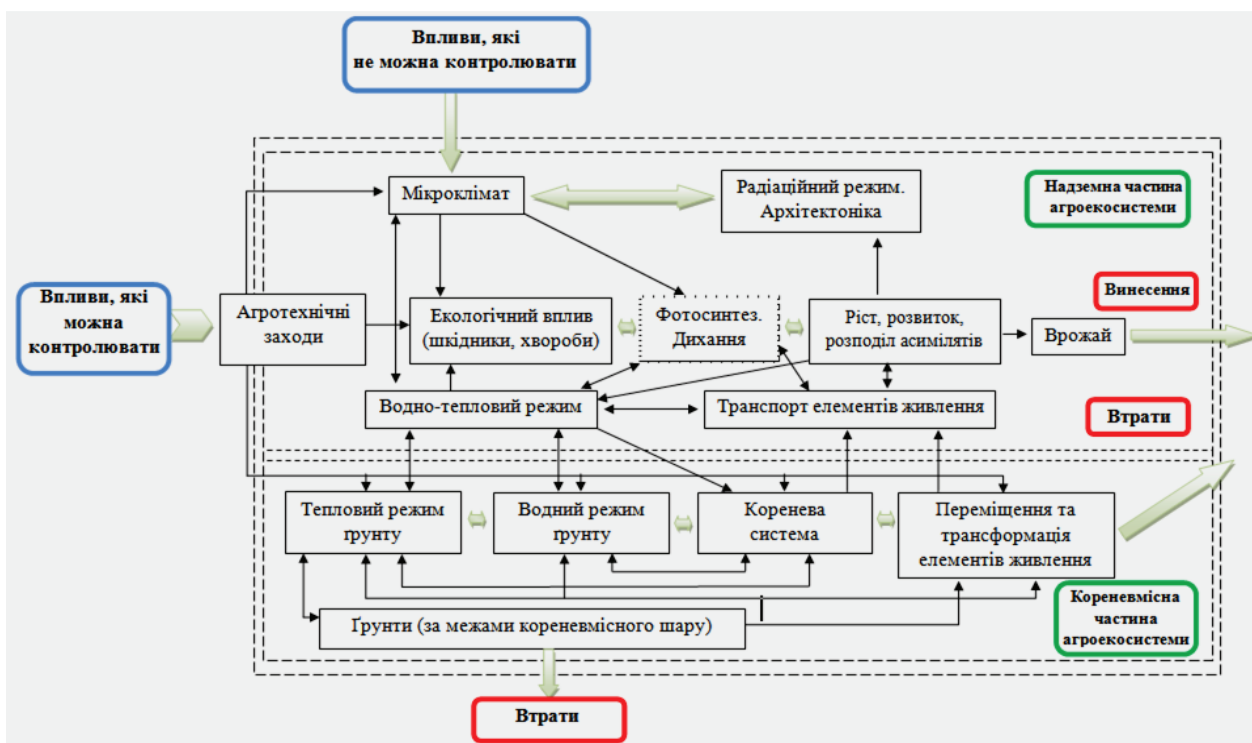 Впливи, які
не можна контролювати
Мікроклімат
Радіаційний режим.
Архітектоніка
Надземна частина
агроекосистеми
Впливи, які
можна
контролювати
Агротехнічні
заходи
Екологічний вплив
(шкідники, хвороби)
Фотосинтез.
Дихання
Ріст, розвиток,
розподіл асимілятів
Винесення
Врожай
Водно-тепловий режим
Транспорт елементів живлення
Втрати
Тепловий режим
ґрунту
Водний режим
ґрунту
Коренева
система
Переміщення та
трансформація
елементів живлення
Ґрунти (за межами кореневмісного шару)
Кореневмісна
частина
агроекосистеми
Втрати